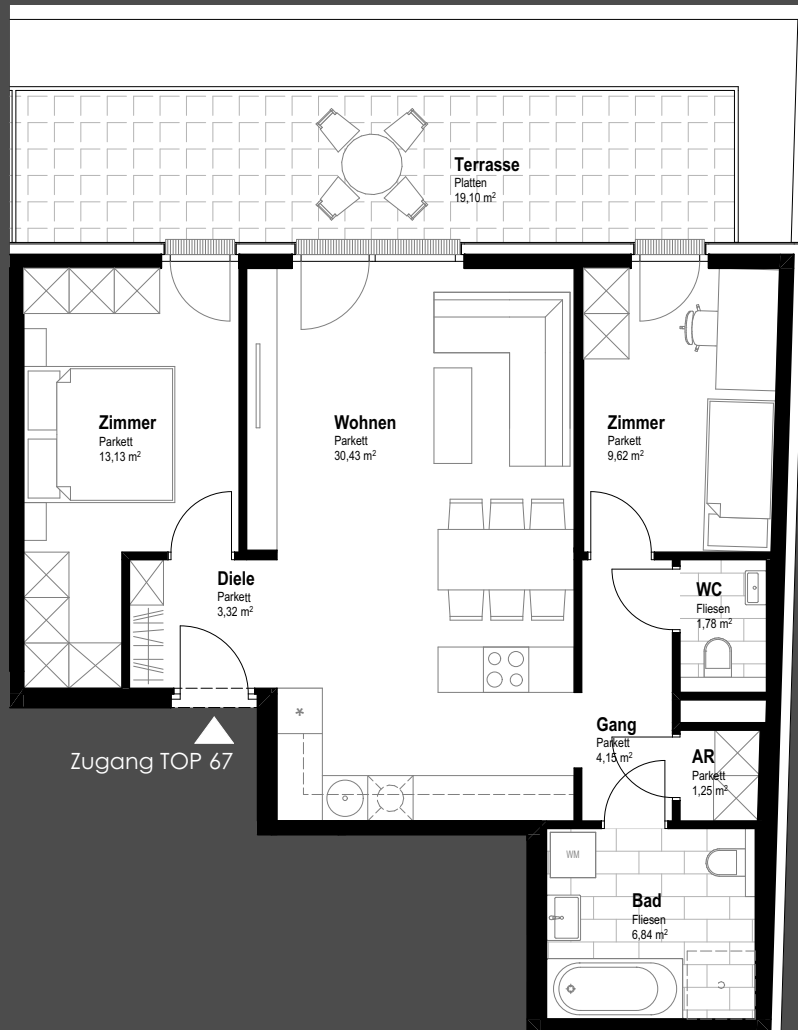 Terrasse
Platten
19,10 m²
Zimmer
Parkett
13,13 m²
Wohnen
Parkett
30,43 m²
Zimmer
Parkett
9,62 m²
Diele
Parkett
3,32 m²
WC
Fliesen
1,78 m²
Zugang TOP 67
Gang
Parkett
4,15 m²
AR
Parkett
1,25 m²
WM
Bad
Fliesen
6,84 m²